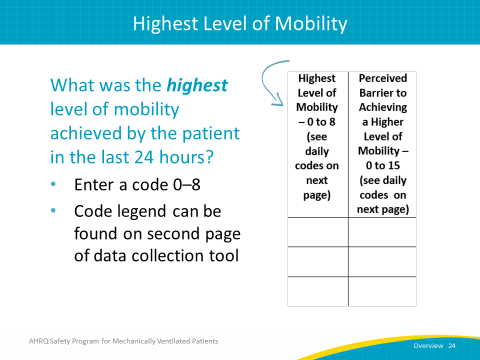 Highest Level of Mobility
What was the highest
level of mobility
achieved by the patient
in the last 24 hours?
• Enter a code 0–8
• Code legend can be
found on second page
of data collection tool
Highest
Level of
Mobility
– 0 to 8
(see
daily
codes on
next
page)
Perceived
Barrier to
Achieving
a Higher
Level of
Mobility –
0 to 15
(see daily
codes on
next page)
AHRQ Safety Program for Mechanically Ventilated Patients
Overview 24